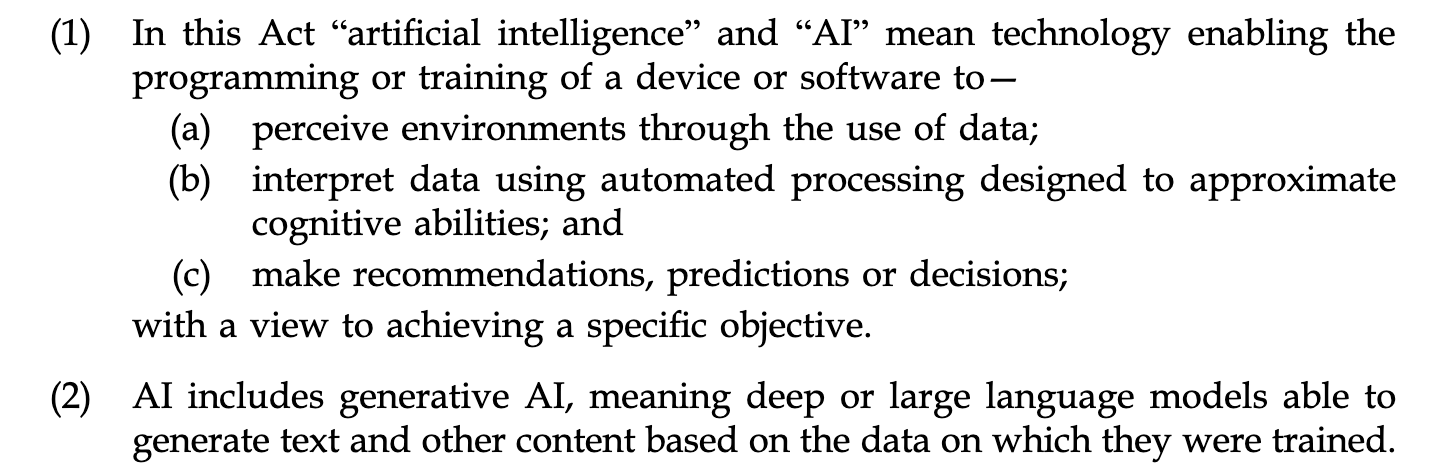 (1) In this Act “artificial intelligence” and “AI” mean technology enabling the
programming or training of a device or software to—
(a) perceive environments through the use of data;
(b) interpret data using automated processing designed to approximate
cognitive abilities; and
(c) make recommendations, predictions or decisions;
with a view to achieving a specific objective.
(2) AI includes generative AI, meaning deep or large language models able to
generate text and other content based on the data on which they were trained.